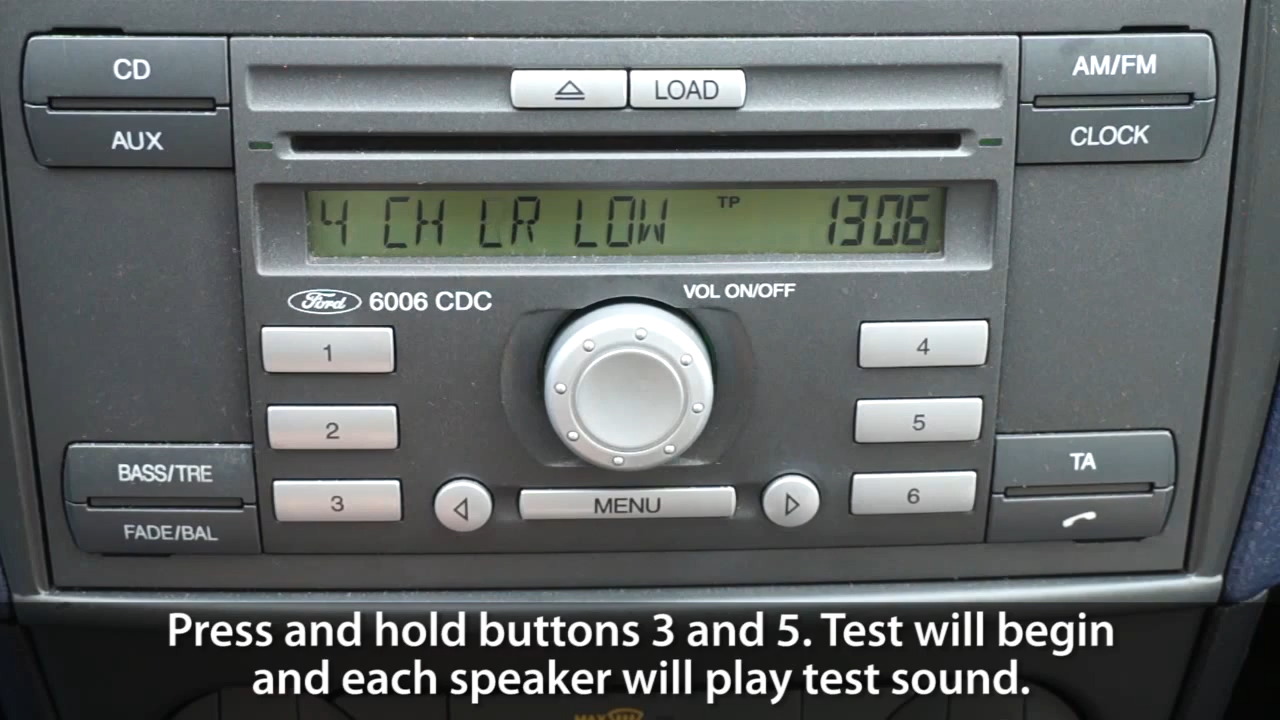 CD
AUX
LOAD
AM/FM
CLOCK
4 CH LR LOW TP 1306
Ford 6006 CDC
VOL ON/OFF
1
2
3
4
5
6
BASS/TRE
FADE/BAL
MENU
TA
Press and hold buttons 3 and 5. Test will begin
and each speaker will play test sound.
MAX